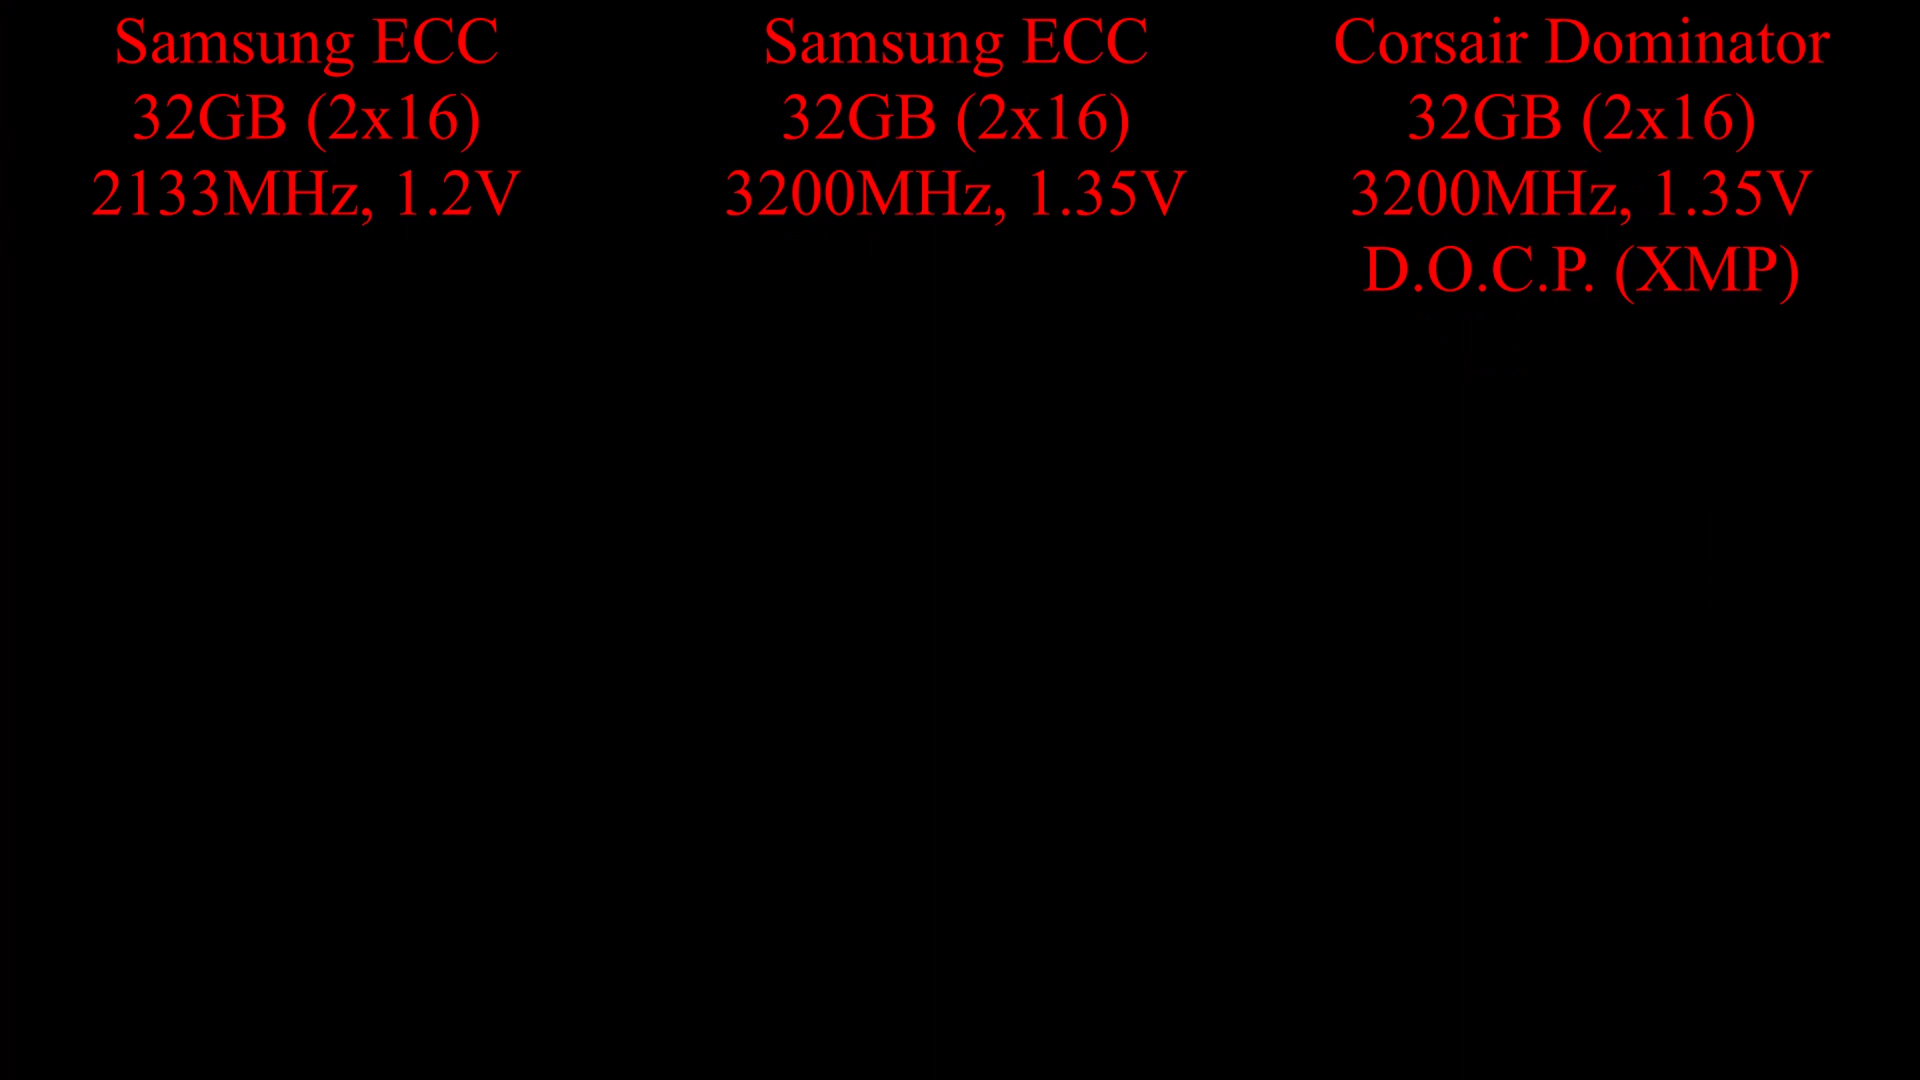 Samsung ECC
32GB (2x16)
2133MHz, 1.2V
Samsung ECC
32GB (2x16)
3200MHz, 1.35V
Corsair Dominator
32GB (2x16)
3200MHz, 1.35V
D.O.C.P. (XMP)